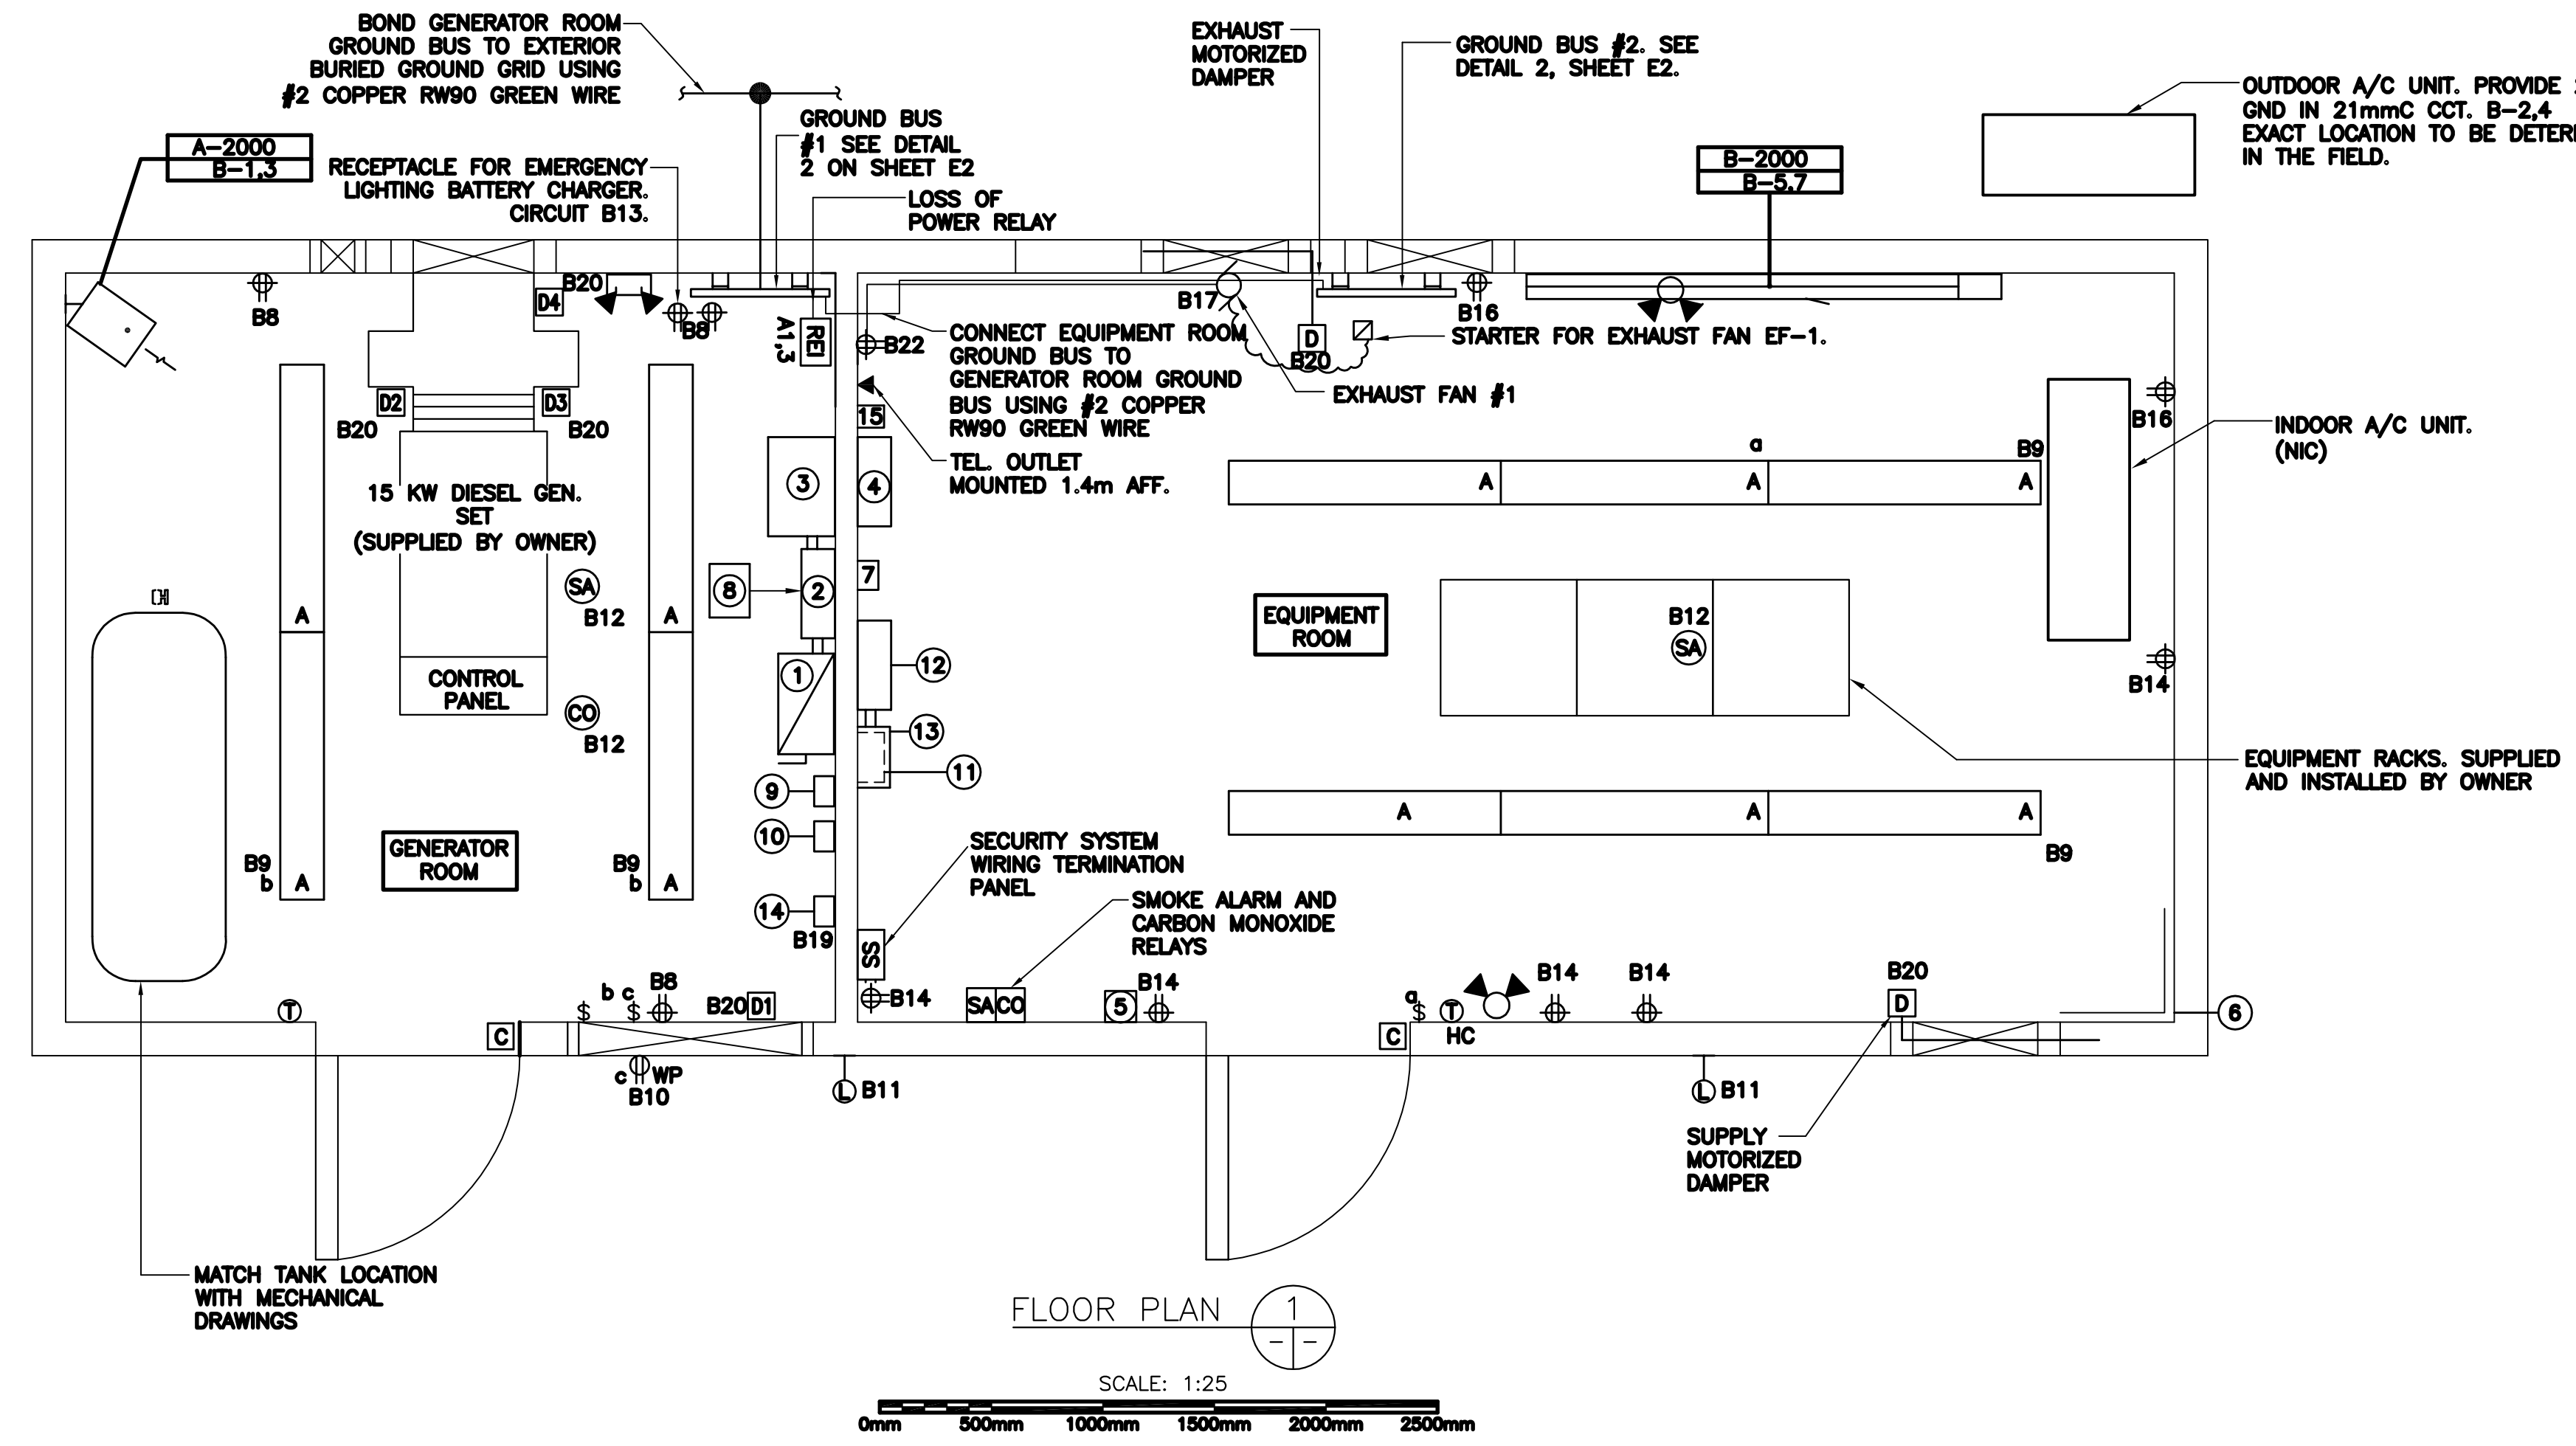 BOND GENERATOR ROOM
GROUND BUS TO EXTERIOR
BURIED GROUND GRID USING
#2 COPPER RW90 GREEN WIRE
EXHAUST
MOTORIZED
DAMPER
GROUND BUS #2. SEE
DETAIL 2, SHEET E2.
OUTDOOR A/C UNIT. PROVIDE
GND IN 21mmC CCT. B-2,4
EXACT LOCATION TO BE
IN THE FIELD.
A-2000
B-1,3
RECEPTACLE FOR EMERGENCY
LIGHTING BATTERY CHARGER.
CIRCUIT B13.
GROUND BUS
#1 SEE DETAIL
2 ON SHEET E2
LOSS OF
POWER RELAY
B-2000
B-5,7
B8
B20
D4
B8
A1,3
REI
B22
B17
D
B20
B16
STARTER FOR EXHAUST FAN EF-1.
CONNECT EQUIPMENT ROOM
GROUND BUS TO
GENERATOR ROOM GROUND
BUS USING #2 COPPER
RW90 GREEN WIRE
EXHAUST FAN #1
D2
D3
B20
B20
15
TEL. OUTLET
MOUNTED 1.4m AFF.
B16
INDOOR A/C UNIT.
(NIC)
a
B9
A
A
A
15 KW DIESEL GEN.
SET
(SUPPLIED BY OWNER)
3
4
SA
B12
8
2
7
A
A
EQUIPMENT
ROOM
B12
SA
B14
CONTROL
PANEL
CO
B12
1
12
13
11
9
10
14
B19
EQUIPMENT RACKS. SUPPLIED
AND INSTALLED BY OWNER
A
A
A
B9
GENERATOR
ROOM
B9
b
A
B9
b
A
SECURITY SYSTEM
WIRING TERMINATION
PANEL
SMOKE ALARM AND
CARBON MONOXIDE
RELAYS
SS
T
b
c
$
$
B8
B20
D1
B14
SA
CO
5
B14
a
$
T
HC
B14
B14
B20
D
6
C
C
c
WP
B10
L
B11
L
B11
SUPPLY
MOTORIZED
DAMPER
MATCH TANK LOCATION
WITH MECHANICAL
DRAWINGS
FLOOR PLAN
1
- -
SCALE: 1:25
0mm 500mm 1000mm 1500mm 2000mm 2500mm